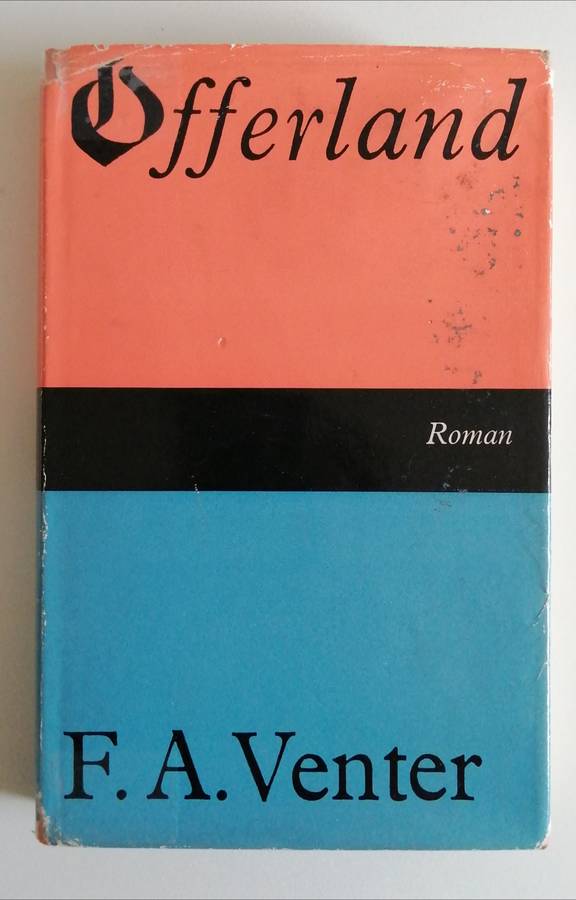 Offerland
Roman
F. A. Venter